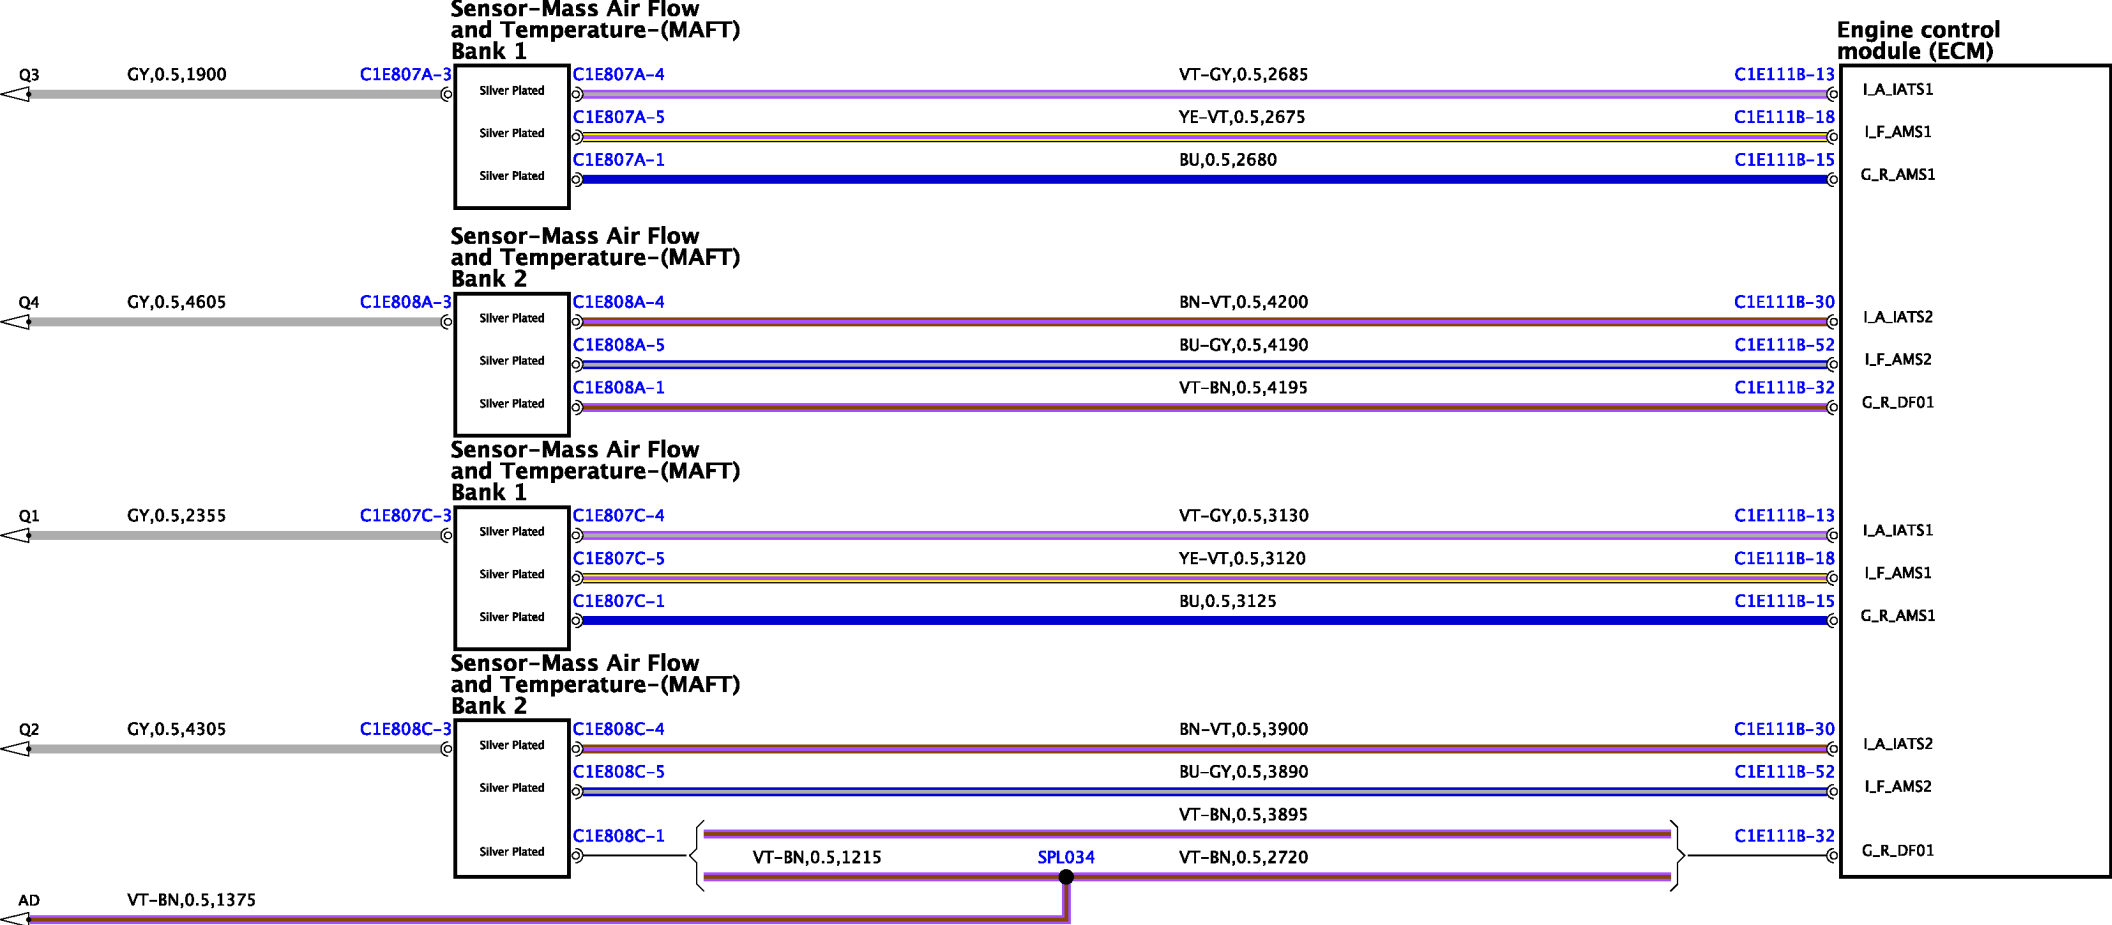 Sensor-Mass Air Flow
and Temperature-(MAFT)
Bank 1
Engine control
module (ECM)
Q3 GY,0.5,1900 C1E807A-3 C1E807A-4 VT-GY,0.5,2685 C1E111B-13
Silver Plated I_A_IATS1
C1E807A-5 YE-VT,0.5,2675 C1E111B-18
Silver Plated I_F_AMS1
C1E807A-1 BU,0.5,2680 C1E111B-15
Silver Plated G_R_AMS1
Sensor-Mass Air Flow
and Temperature-(MAFT)
Bank 2
Q4 GY,0.5,4605 C1E808A-3 C1E808A-4 BN-VT,0.5,4200 C1E111B-30
Silver Plated I_A_IATS2
C1E808A-5 BU-GY,0.5,4190 C1E111B-52
Silver Plated I_F_AMS2
C1E808A-1 VT-BN,0.5,4195 C1E111B-32
Silver Plated G_R_DF01
Sensor-Mass Air Flow
and Temperature-(MAFT)
Bank 1
Q1 GY,0.5,2355 C1E807C-3 C1E807C-4 VT-GY,0.5,3130 C1E111B-13
Silver Plated I_A_IATS1
C1E807C-5 YE-VT,0.5,3120 C1E111B-18
Silver Plated I_F_AMS1
C1E807C-1 BU,0.5,3125 C1E111B-15
Silver Plated G_R_AMS1
Sensor-Mass Air Flow
and Temperature-(MAFT)
Bank 2
Q2 GY,0.5,4305 C1E808C-3 C1E808C-4 BN-VT,0.5,3900 C1E111B-30
Silver Plated I_A_IATS2
C1E808C-5 BU-GY,0.5,3890 C1E111B-52
Silver Plated I_F_AMS2
VT-BN,0.5,3895
C1E808C-1 C1E111B-32
Silver Plated VT-BN,0.5,1215 SPL034 VT-BN,0.5,2720 G_R_DF01
AD VT-BN,0.5,1375